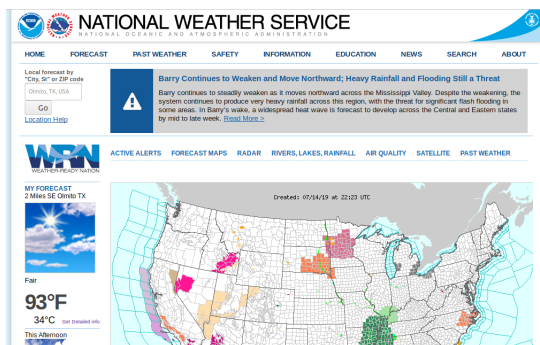 NATIONAL WEATHER SERVICE
NATIONAL OCEANIC AND ATMOSPHERIC ADMINISTRATION
HOME FORECAST PAST WEATHER SAFETY INFORMATION EDUCATION NEWS SEARCH ABOUT
Local forecast by
"City, St" or ZIP code
Olmito, TX, USA
Go
Location Help
Barry Continues to Weaken and Move Northward; Heavy Rainfall and Flooding Still a Threat
Barry continues to steadily weaken as it moves northward across the Mississippi Valley. Despite the weakening, the
system continues to produce very heavy rainfall across this region, with the threat for significant flash flooding in
some areas. In Barry's wake, a widespread heat wave is forecast to develop across the Central and Eastern states
by mid to late week. Read More >
WRN
WEATHER-READY NATION
ACTIVE ALERTS FORECAST MAPS RADAR RIVERS, LAKES, RAINFALL AIR QUALITY SATELLITE PAST WEATHER
MY FORECAST
2 Miles SE Olmito TX
Created: 07/14/19 at 22:23 UTC
Fair
93°F
34°C Get Detailed info
This Afternoon